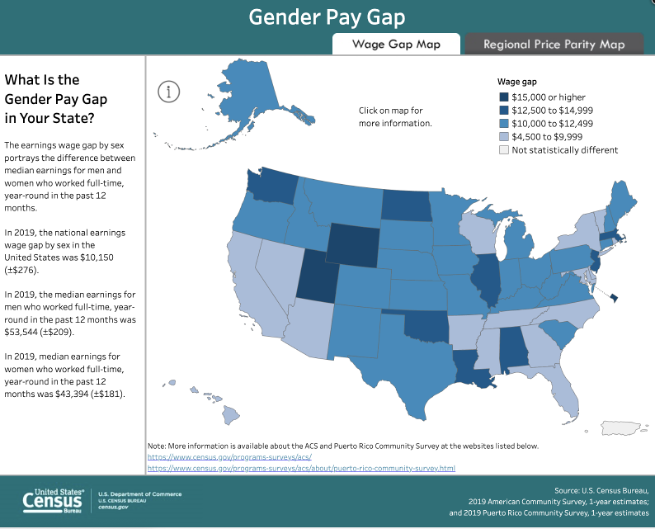 Gender Pay Gap
Wage Gap Map
Regional Price Parity Map
What Is the
Gender Pay Gap
in Your State?
The earnings wage gap by sex
portrays the difference between
median earnings for men and
women who worked full-time,
year-round in the past 12
months.
In 2019, the national earnings
wage gap by sex in the
United States was $10,150
(±$276).
In 2019, the median earnings for
men who worked full-time, year-
round in the past 12 months was
$53,544 (±$209).
In 2019, median earnings for
women who worked full-time,
year-round in the past 12
months was $43,394 (±$181).
i
Click on map for
more information.
Wage gap
$15,000 or higher
$12,500 to $14,999
$10,000 to $12,499
$4,500 to $9,999
Not statistically different
Note: More information is available about the ACS and Puerto Rico Community Survey at the websites listed below.
https://www.census.gov/programs-surveys/acs/
https://www.census.gov/programs-surveys/acs/about/puerto-rico-community-survey.html
United States®
Census
Bureau
U.S. Department of Commerce
U.S. CENSUS BUREAU
census.gov
Source: U.S. Census Bureau,
2019 American Community Survey, 1-year estimates;
and 2019 Puerto Rico Community Survey, 1-year estimates